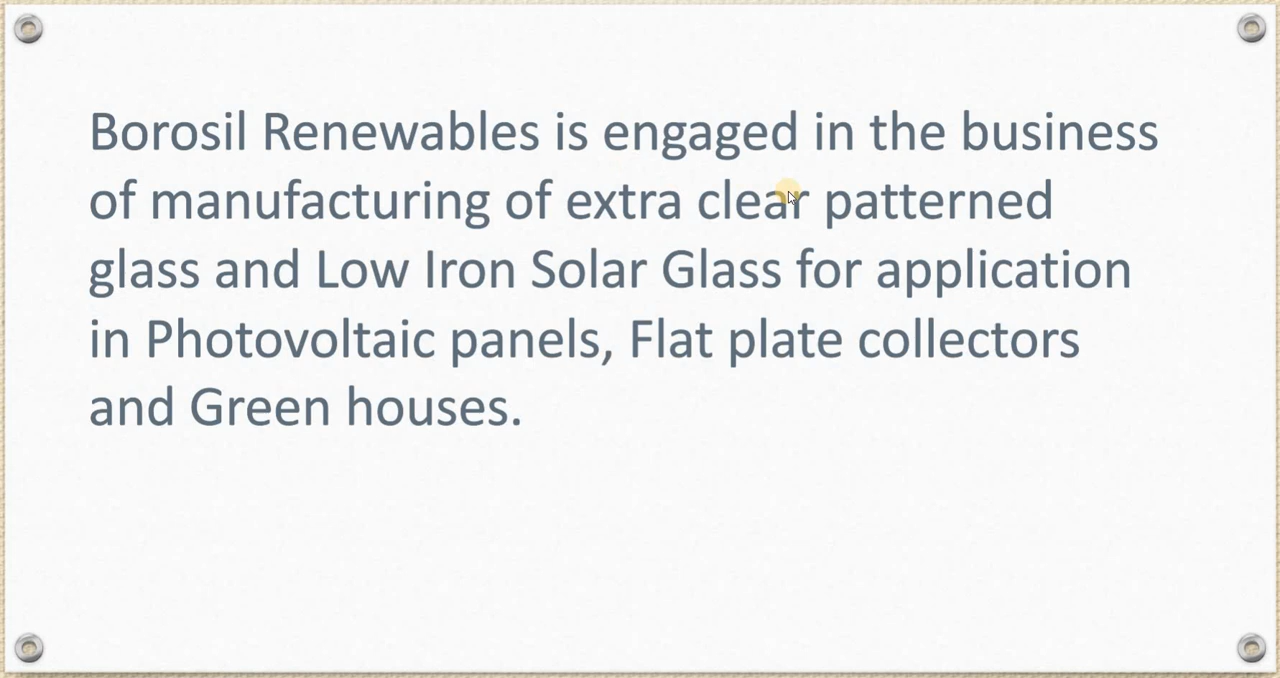 Borosil Renewables is engaged in the business
of manufacturing of extra clear patterned
glass and Low Iron Solar Glass for application
in Photovoltaic panels, Flat plate collectors
and Green houses.